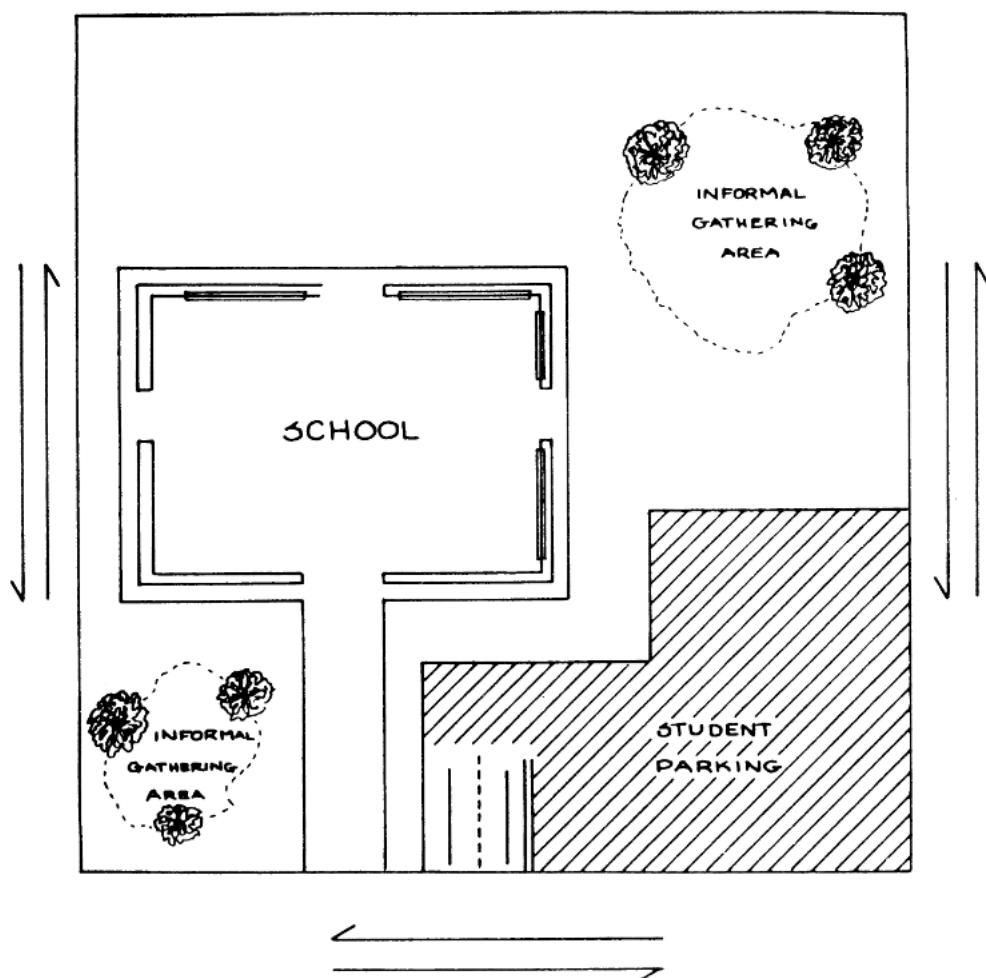 INFORMAL
GATHERING
AREA
SCHOOL
INFORMAL
GATHERING
AREA
STUDENT
PARKING